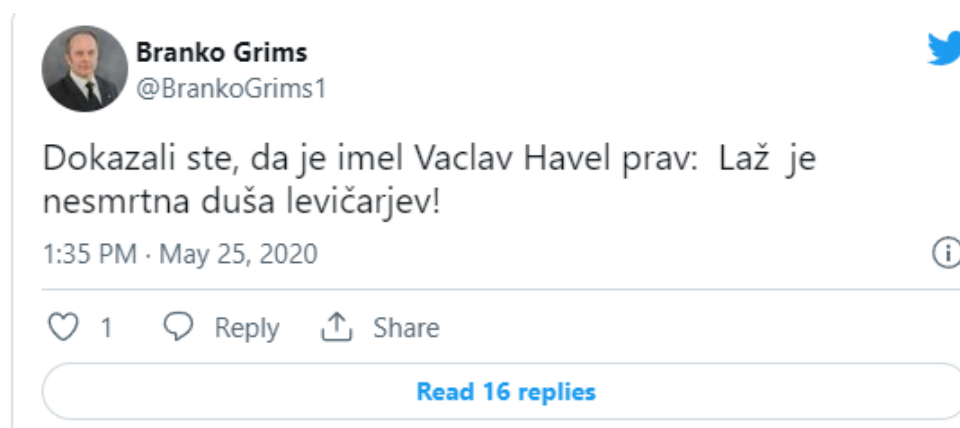 Branko Grims
@BrankoGrims1
Dokazali ste, da je imel Vaclav Havel prav:  Laž  je
nesmrtna duša levičarjev!
1:35 PM · May 25, 2020
1 Reply Share
Read 16 replies